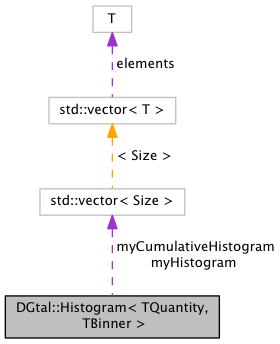 T
elements
std::vector< T >
< Size >
std::vector< Size >
myCumulativeHistogram
myHistogram
DGtal::Histogram< TQuantity,
TBinner >